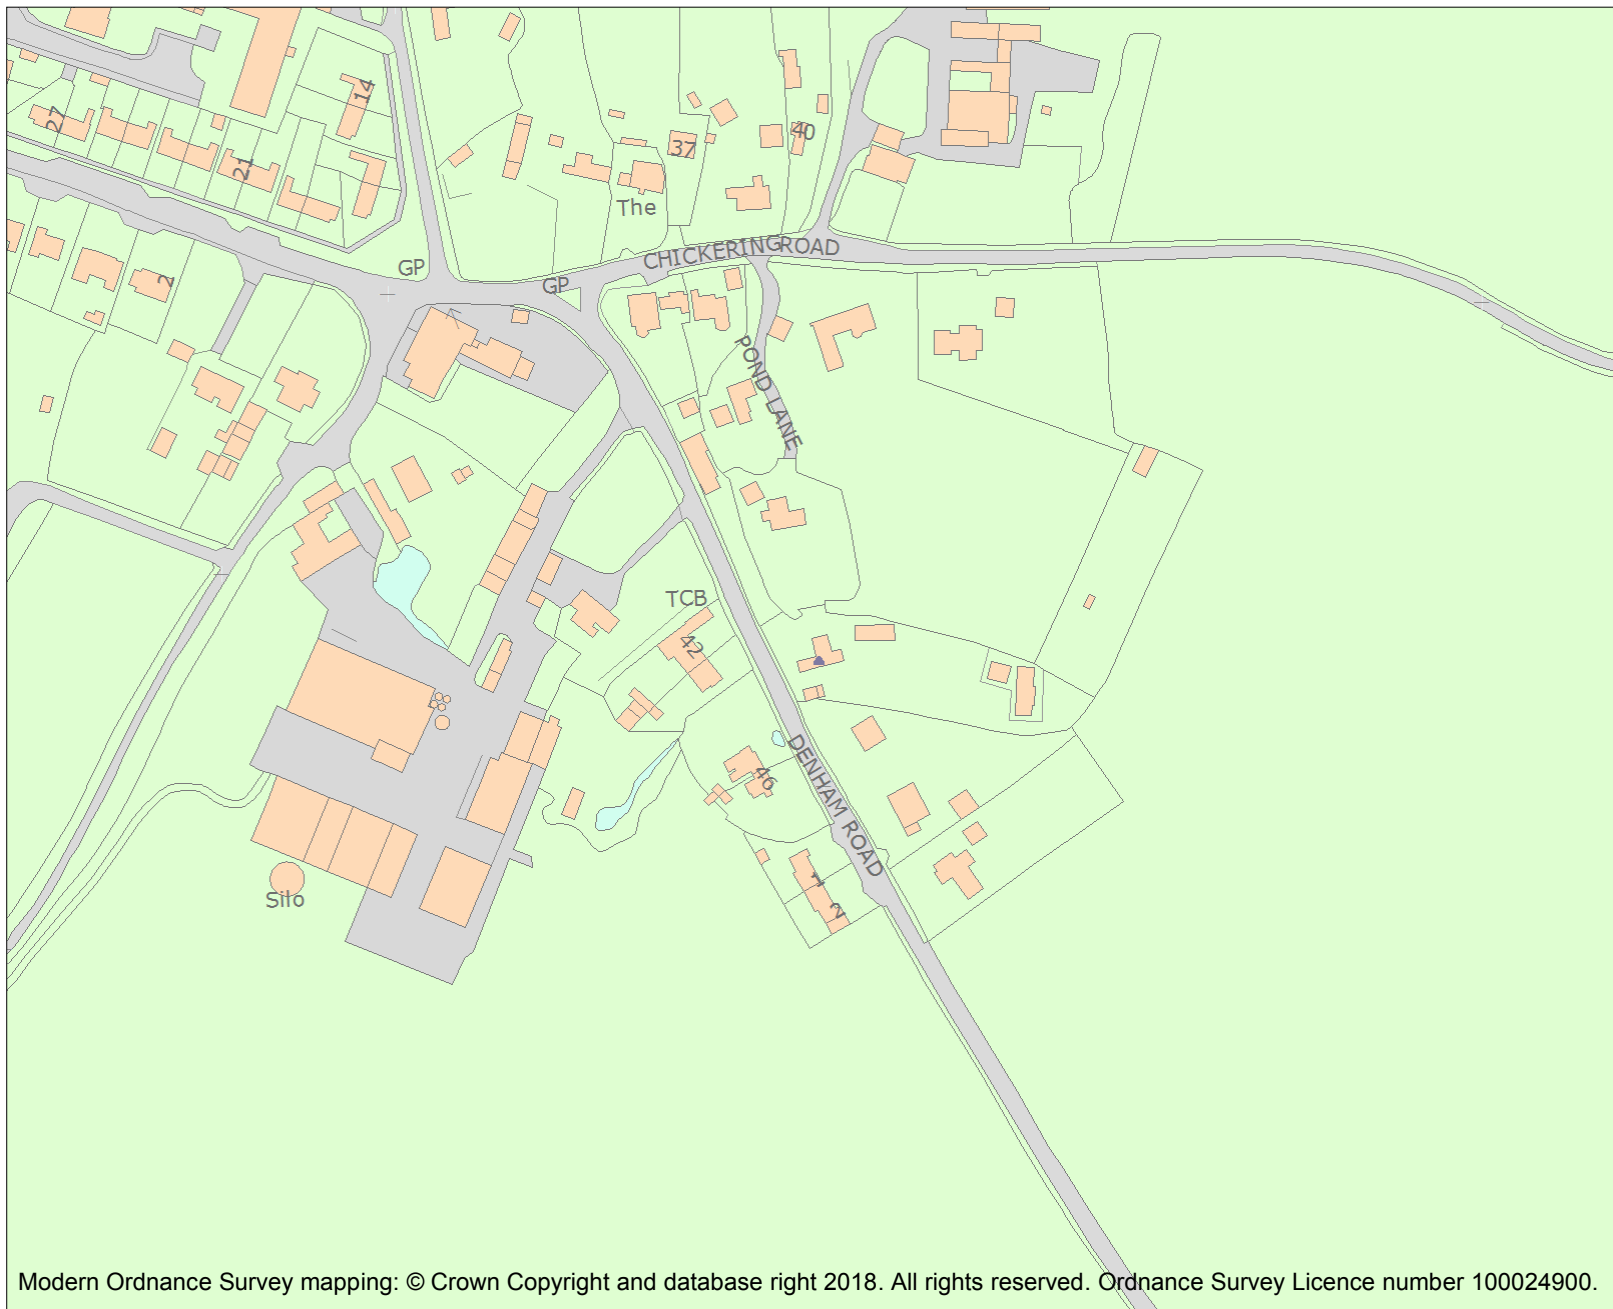 14
27
21
37
40
The
CHICKERING ROAD
GP
GP
2
POND LANE
TCB
42
46
DENHAM ROAD
1
2
Silo
Modern Ordnance Survey mapping: © Crown Copyright and database right 2018. All rights reserved. Ordnance Survey Licence number 100024900.